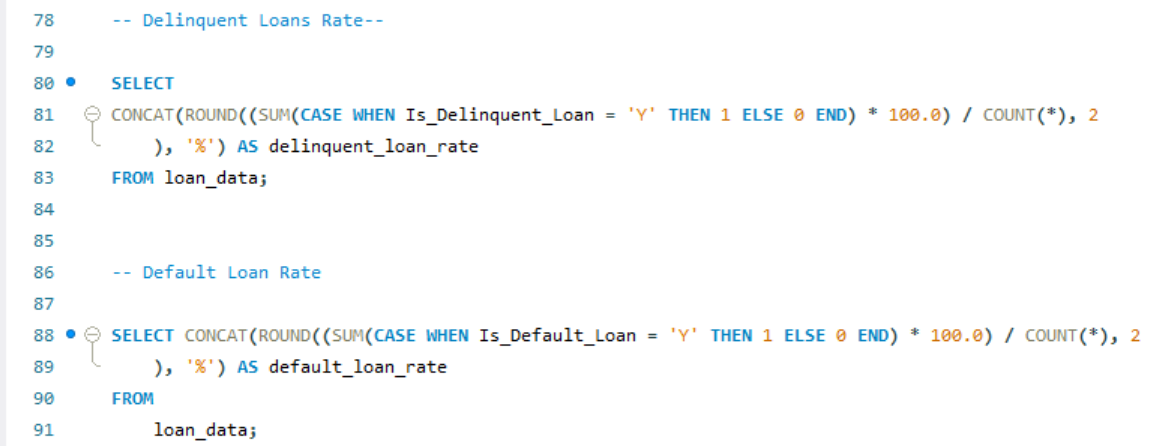 78 -- Delinquent Loans Rate--
79
80 SELECT
81 CONCAT(ROUND((SUM(CASE WHEN Is_Delinquent_Loan = 'Y' THEN 1 ELSE 0 END) * 100.0) / COUNT(*), 2
82 ), '%') AS delinquent_loan_rate
83 FROM loan_data;
84
85
86 -- Default Loan Rate
87
88 SELECT CONCAT(ROUND((SUM(CASE WHEN Is_Default_Loan = 'Y' THEN 1 ELSE 0 END) * 100.0) / COUNT(*), 2
89 ), '%') AS default_loan_rate
90 FROM
91 loan_data;